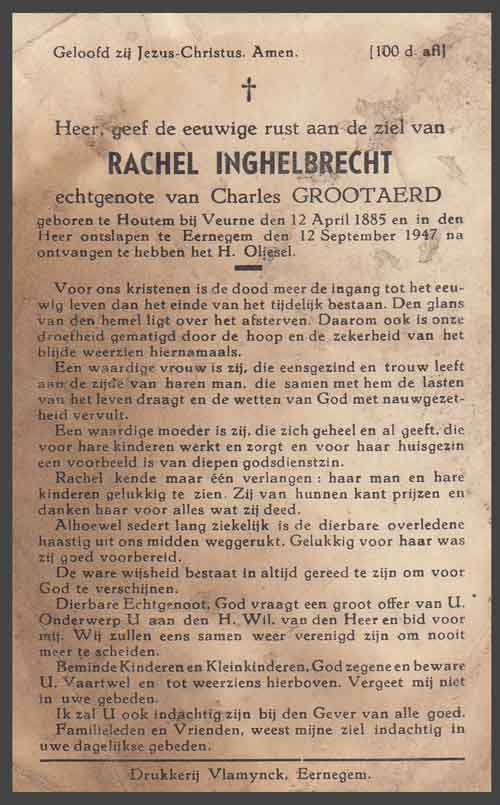 Geloofd zij Jezus-Christus. Amen. [100 d. afl]
Heer, geef de eeuwige rust aan de ziel van
RACHEL INGHELBRECHT
echtgenote van Charles GROOTAERD
geboren te Houtem bij Veurne den 12 April 1885 en in den
Heer ontslapen te Eernegem den 12 September 1947 na
ontvangen te hebben het H. Oliesel.
Voor ons kristenen is de dood meer de ingang tot het eeu-
wig leven dan het einde van het tijdelijk bestaan. Den glans
van den hemel ligt over het afsterven. Daarom ook is onze
droefheid gematigd door de hoop en de zekerheid van het
blijde weerzien hiernamaals.
Een waardige vrouw is zij, die eensgezind en trouw leeft
aan de zijde van haren man, die samen met hem de lasten
van het leven draagt en de wetten van God met nauwgezet-
heid vervult.
Een waardige moeder is zij, die zich geheel en al geeft, die
voor hare kinderen werkt en zorgt en voor haar huisgezin
een voorbeeld is van diepen godsdienstzin.
Rachel kende maar één verlangen : haar man en hare
kinderen gelukkig te zien. Zij van hunnen kant prijzen en
danken haar voor alles wat zij deed.
Alhoewel sedert lang ziekelijk is de dierbare overledene
haastig uit ons midden weggerukt. Gelukkig voor haar was
zij goed voorbereid.
De ware wijsheid bestaat in altijd gereed te zijn om voor
God te verschijnen.
Dierbare Echtgenoot, God vraagt een groot offer van U.
Onderwerp U aan den H. Wil. van den Heer en bid voor
mij. Wij zullen eens samen weer verenigd zijn om nooit
meer te scheiden.
Beminde Kinderen en Kleinkinderen, God zegene en beware
U. Vaartwel en tot weerziens hierboven. Vergeet mij niet
in uwe gebeden.
Ik zal U ook indachtig zijn bij den Gever van alle goed.
Familieleden en Vrienden, weest mijne ziel indachtig in
uwe dagelijkse gebeden.
Drukkerij Vlamynck, Eernegem.